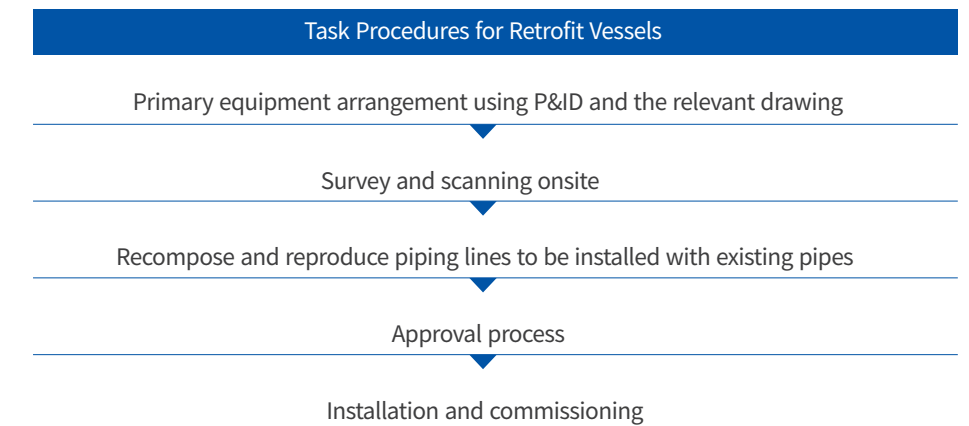 Task Procedures for Retrofit Vessels
Primary equipment arrangement using P&ID and the relevant drawing
Survey and scanning onsite
Recompose and reproduce piping lines to be installed with existing pipes
Approval process
Installation and commissioning